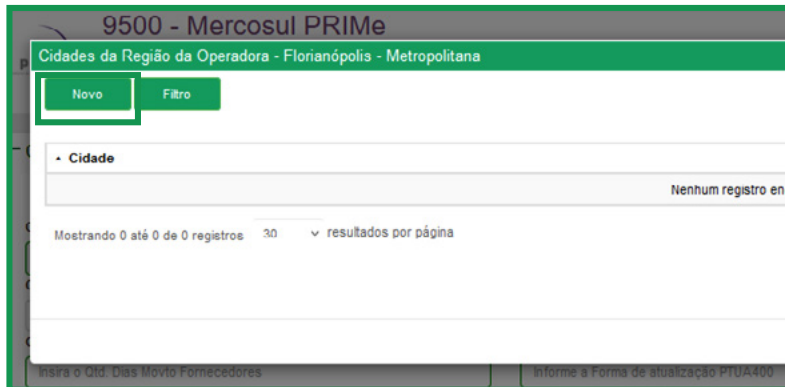 9500 - Mercosul PRIMe
Cidades da Região da Operadora - Florianópolis - Metropolitana
Novo Filtro
Cidade
Nenhum registro en
Mostrando 0 até 0 de 0 registros 30 resultados por página
Insira o Qtd. Dias Movto Fornecedores Informe a Forma de atualização PTUA400